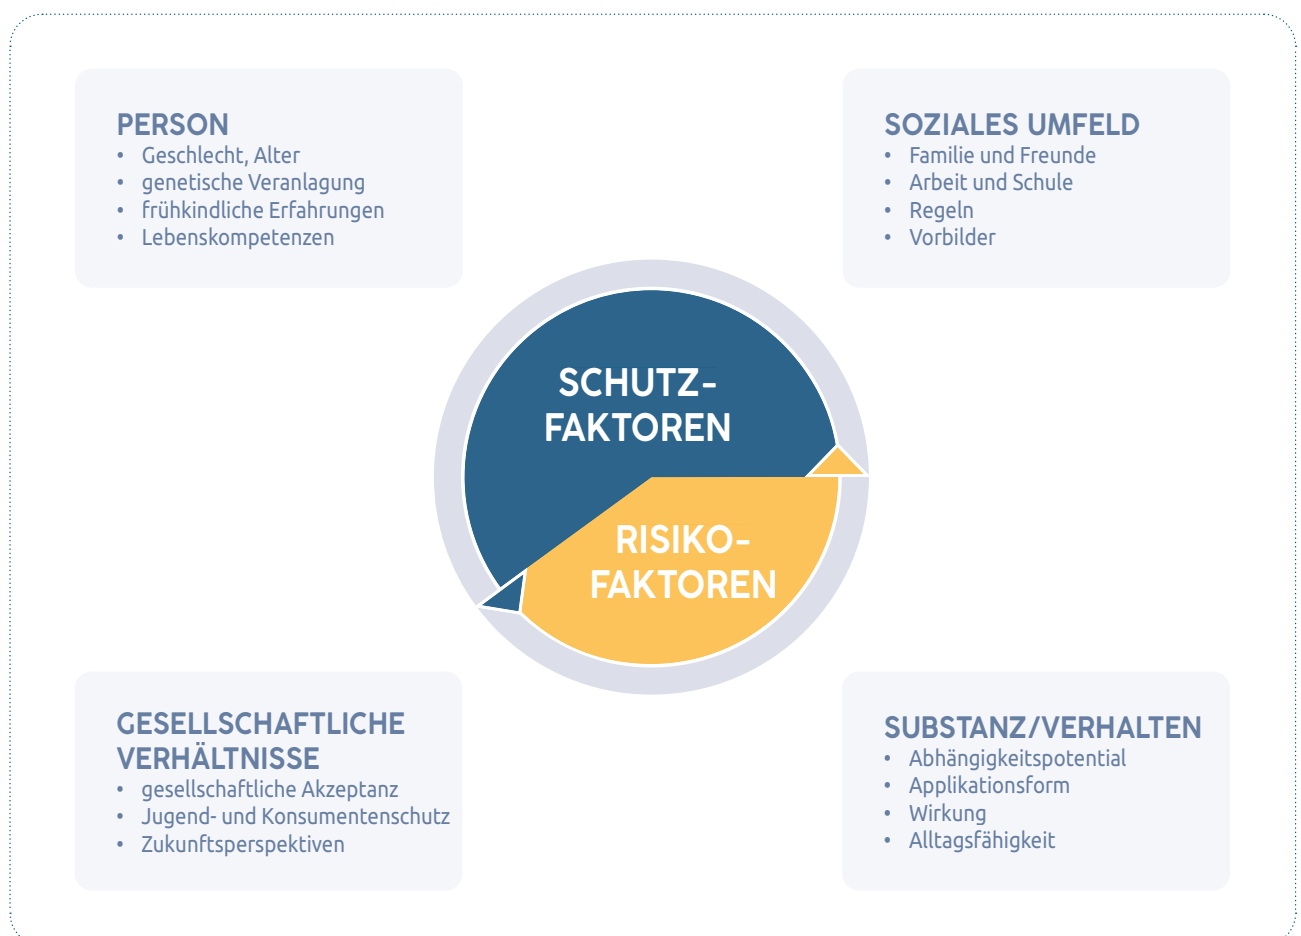 PERSON
• Geschlecht, Alter
• genetische Veranlagung
• frühkindliche Erfahrungen
• Lebenskompetenzen
SOZIALES UMFELD
• Familie und Freunde
• Arbeit und Schule
• Regeln
• Vorbilder
SCHUTZ-
FAKTOREN
RISIKO-
FAKTOREN
GESELLSCHAFTLICHE
VERHÄLTNISSE
• gesellschaftliche Akzeptanz
• Jugend- und Konsumentenschutz
• Zukunftsperspektiven
SUBSTANZ/VERHALTEN
• Abhängigkeitspotential
• Applikationsform
• Wirkung
• Alltagsfähigkeit